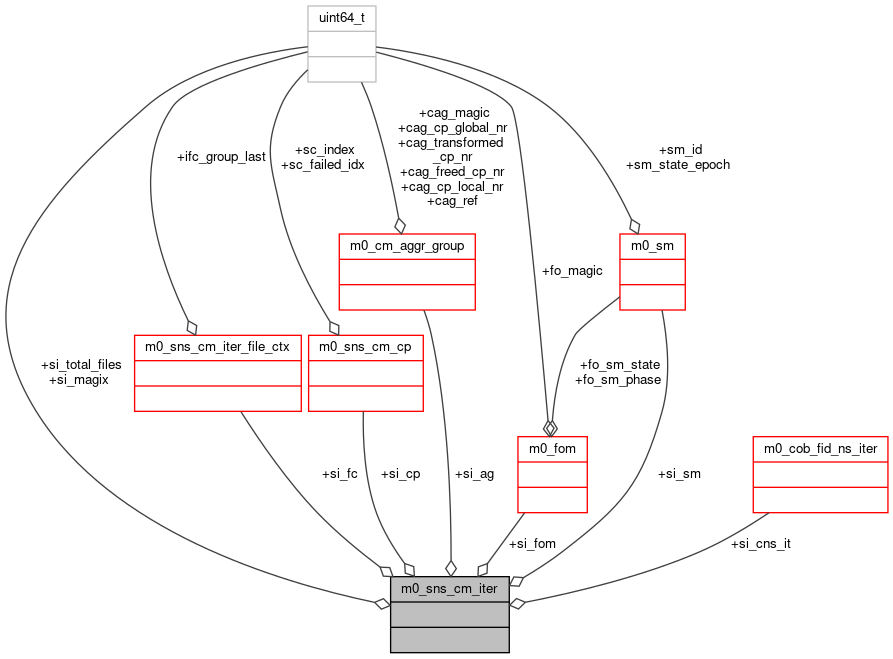 uint64_t
+cag_magic
+cag_cp_global_nr
+cag_transformed
_cp_nr
+cag_freed_cp_nr
+cag_cp_local_nr
+cag_ref
+ifc_group_last
+sc_index
+sc_failed_idx
+sm_id
+sm_state_epoch
m0_cm_aggr_group
m0_sm
+fo_magic
m0_sns_cm_iter_file_ctx
m0_sns_cm_cp
+si_total_files
+si_magix
+fo_sm_state
+fo_sm_phase
m0_fom
m0_cob_fid_ns_iter
+si_fc
+si_cp
+si_ag
+si_sm
+si_fom
+si_cns_it
m0_sns_cm_iter